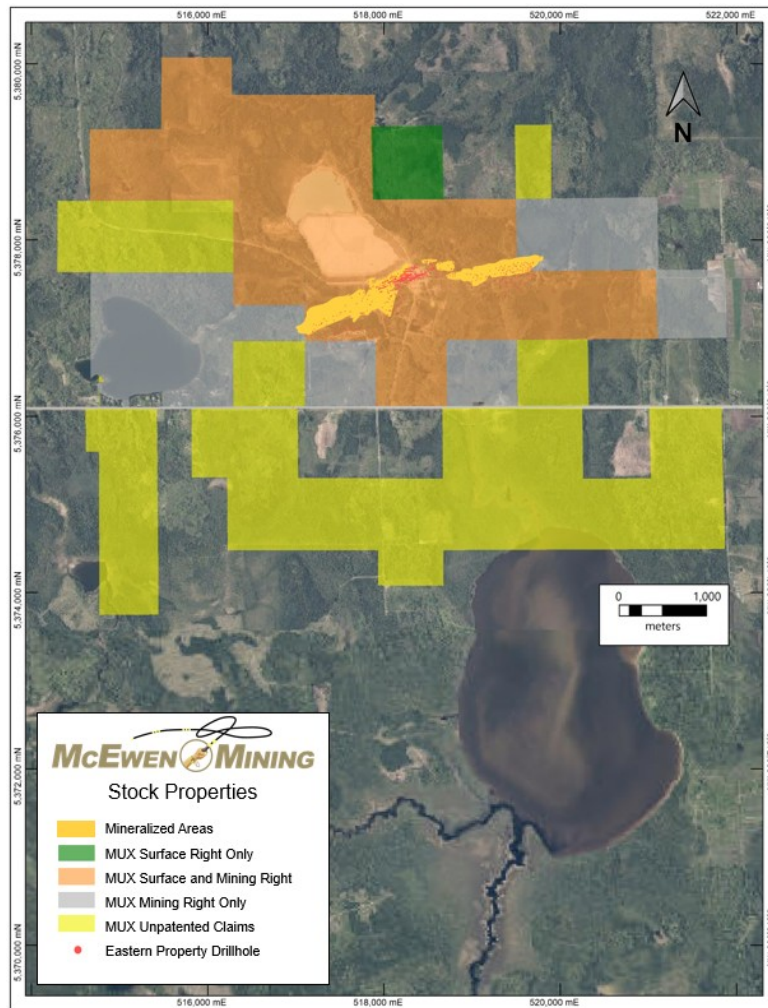 516,000 mE
518,000 mE
520,000 mE
522,000 mE
5,380,000 mN
5,378,000 mN
5,376,000 mN
5,374,000 mN
5,372,000 mN
5,370,000 mN
N
0 1,000
meters
McEWEN MINING
Stock Properties
Mineralized Areas
MUX Surface Right Only
MUX Surface and Mining Right
MUX Mining Right Only
MUX Unpatented Claims
Eastern Property Drillhole
516,000 mE
518,000 mE
520,000 mE